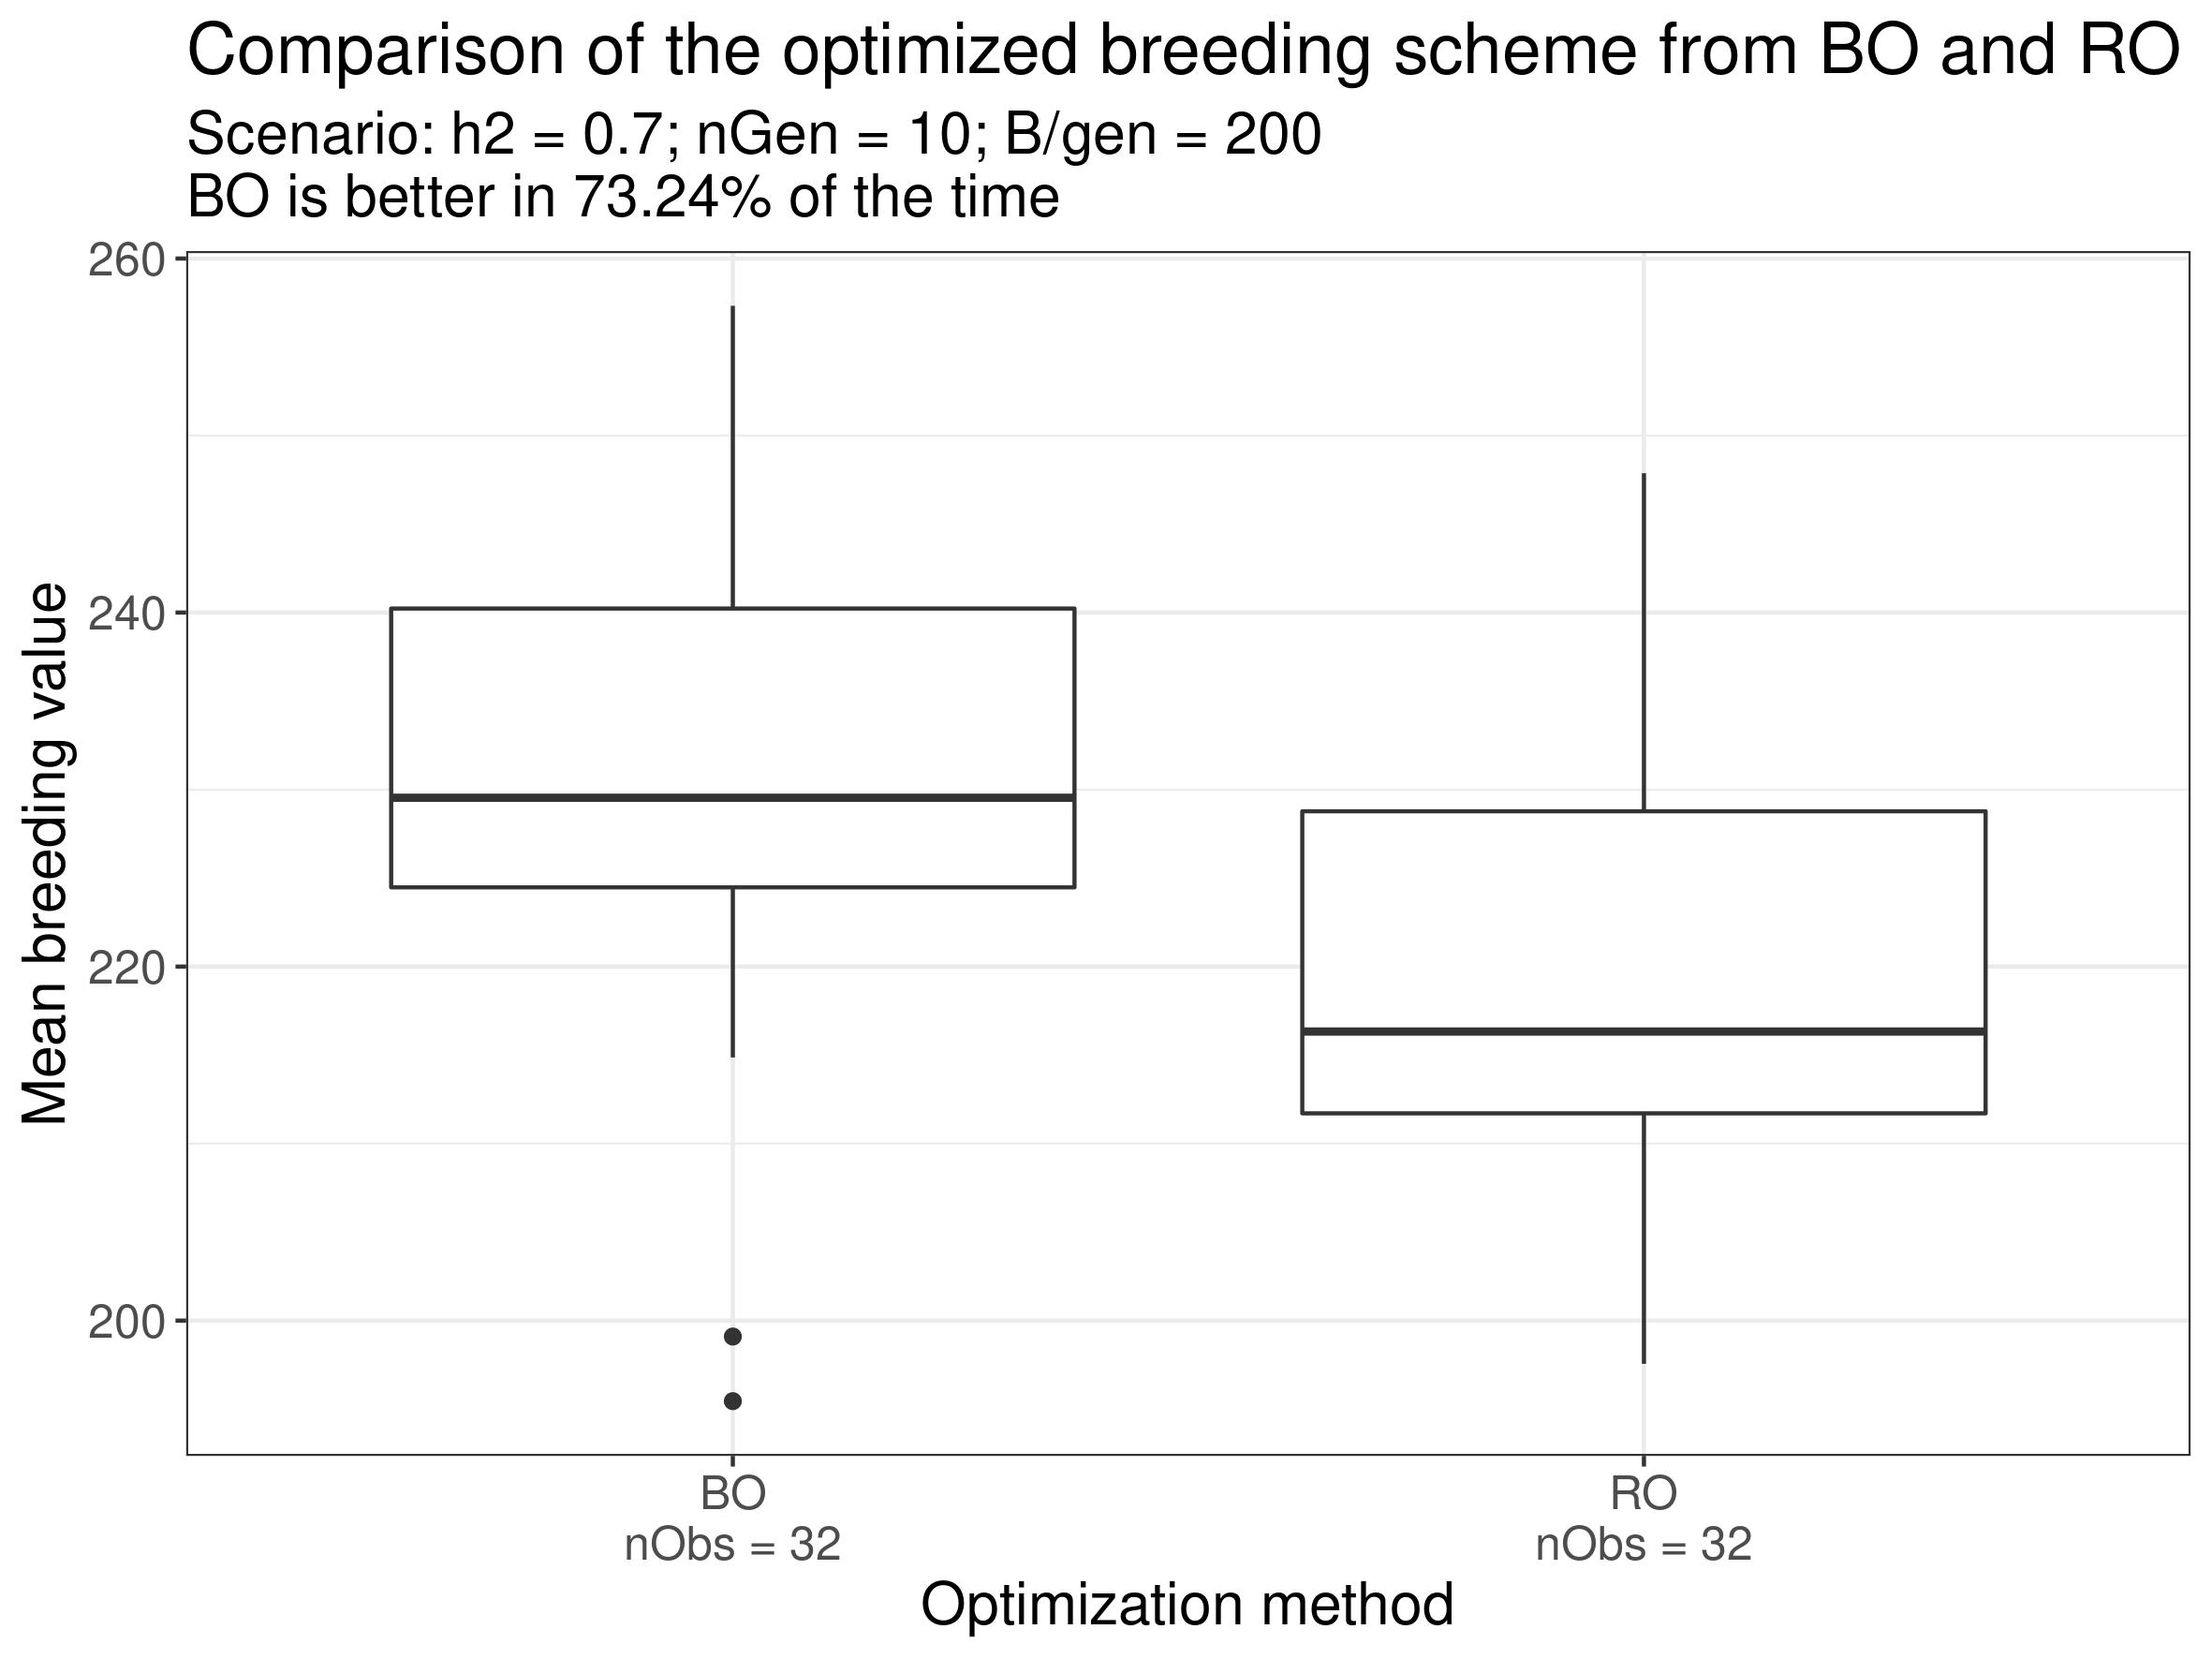 Comparison of the optimized breeding scheme from BO and RO
Scenario: h2 = 0.7; nGen = 10; B/gen = 200
BO is better in 73.24% of the time
Mean breeding value
260
240
220
200
BO
nObs = 32
RO
nObs = 32
Optimization method